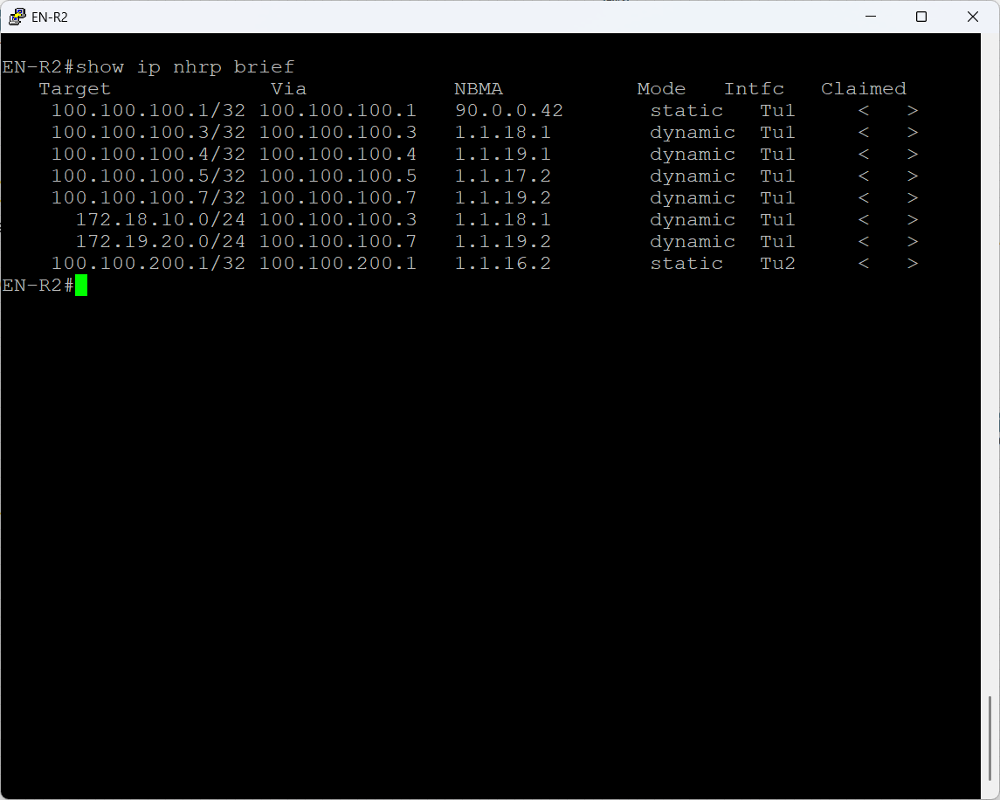 EN-R2
EN-R2#show ip nhrp brief
   Target             Via            NBMA           Mode   Intfc   Claimed
    100.100.100.1/32 100.100.100.1   90.0.0.42       static   Tu1     <   >
    100.100.100.3/32 100.100.100.3   1.1.18.1        dynamic  Tu1     <   >
    100.100.100.4/32 100.100.100.4   1.1.19.1        dynamic  Tu1     <   >
    100.100.100.5/32 100.100.100.5   1.1.17.2        dynamic  Tu1     <   >
    100.100.100.7/32 100.100.100.7   1.1.19.2        dynamic  Tu1     <   >
      172.18.10.0/24 100.100.100.3   1.1.18.1        dynamic  Tu1     <   >
      172.19.20.0/24 100.100.100.7   1.1.19.2        dynamic  Tu1     <   >
    100.100.200.1/32 100.100.200.1   1.1.16.2        static   Tu2     <   >
EN-R2#